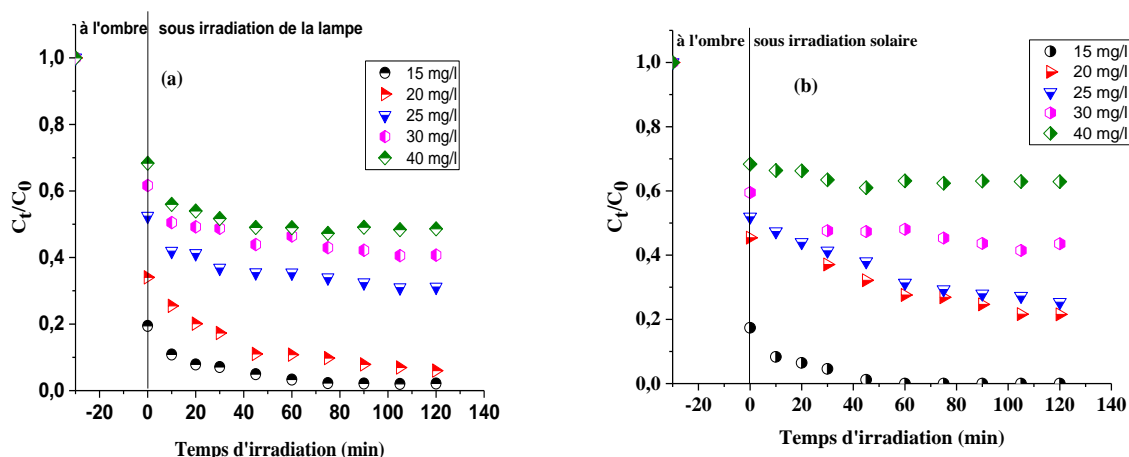 à l'ombre sous irradiation de la lampe
(a)
1,0
0,8
0,6
0,4
0,2
0,0
-20 0 20 40 60 80 100 120 140
C_t/C_0
Temps d'irradiation (min)
15 mg/l
20 mg/l
25 mg/l
30 mg/l
40 mg/l
à l'ombre sous irradiation solaire
(b)
1,0
0,8
0,6
0,4
0,2
0,0
-20 0 20 40 60 80 100 120 140
C_t/C_0
Temps d'irradiation (min)
15 mg/l
20 mg/l
25 mg/l
30 mg/l
40 mg/l